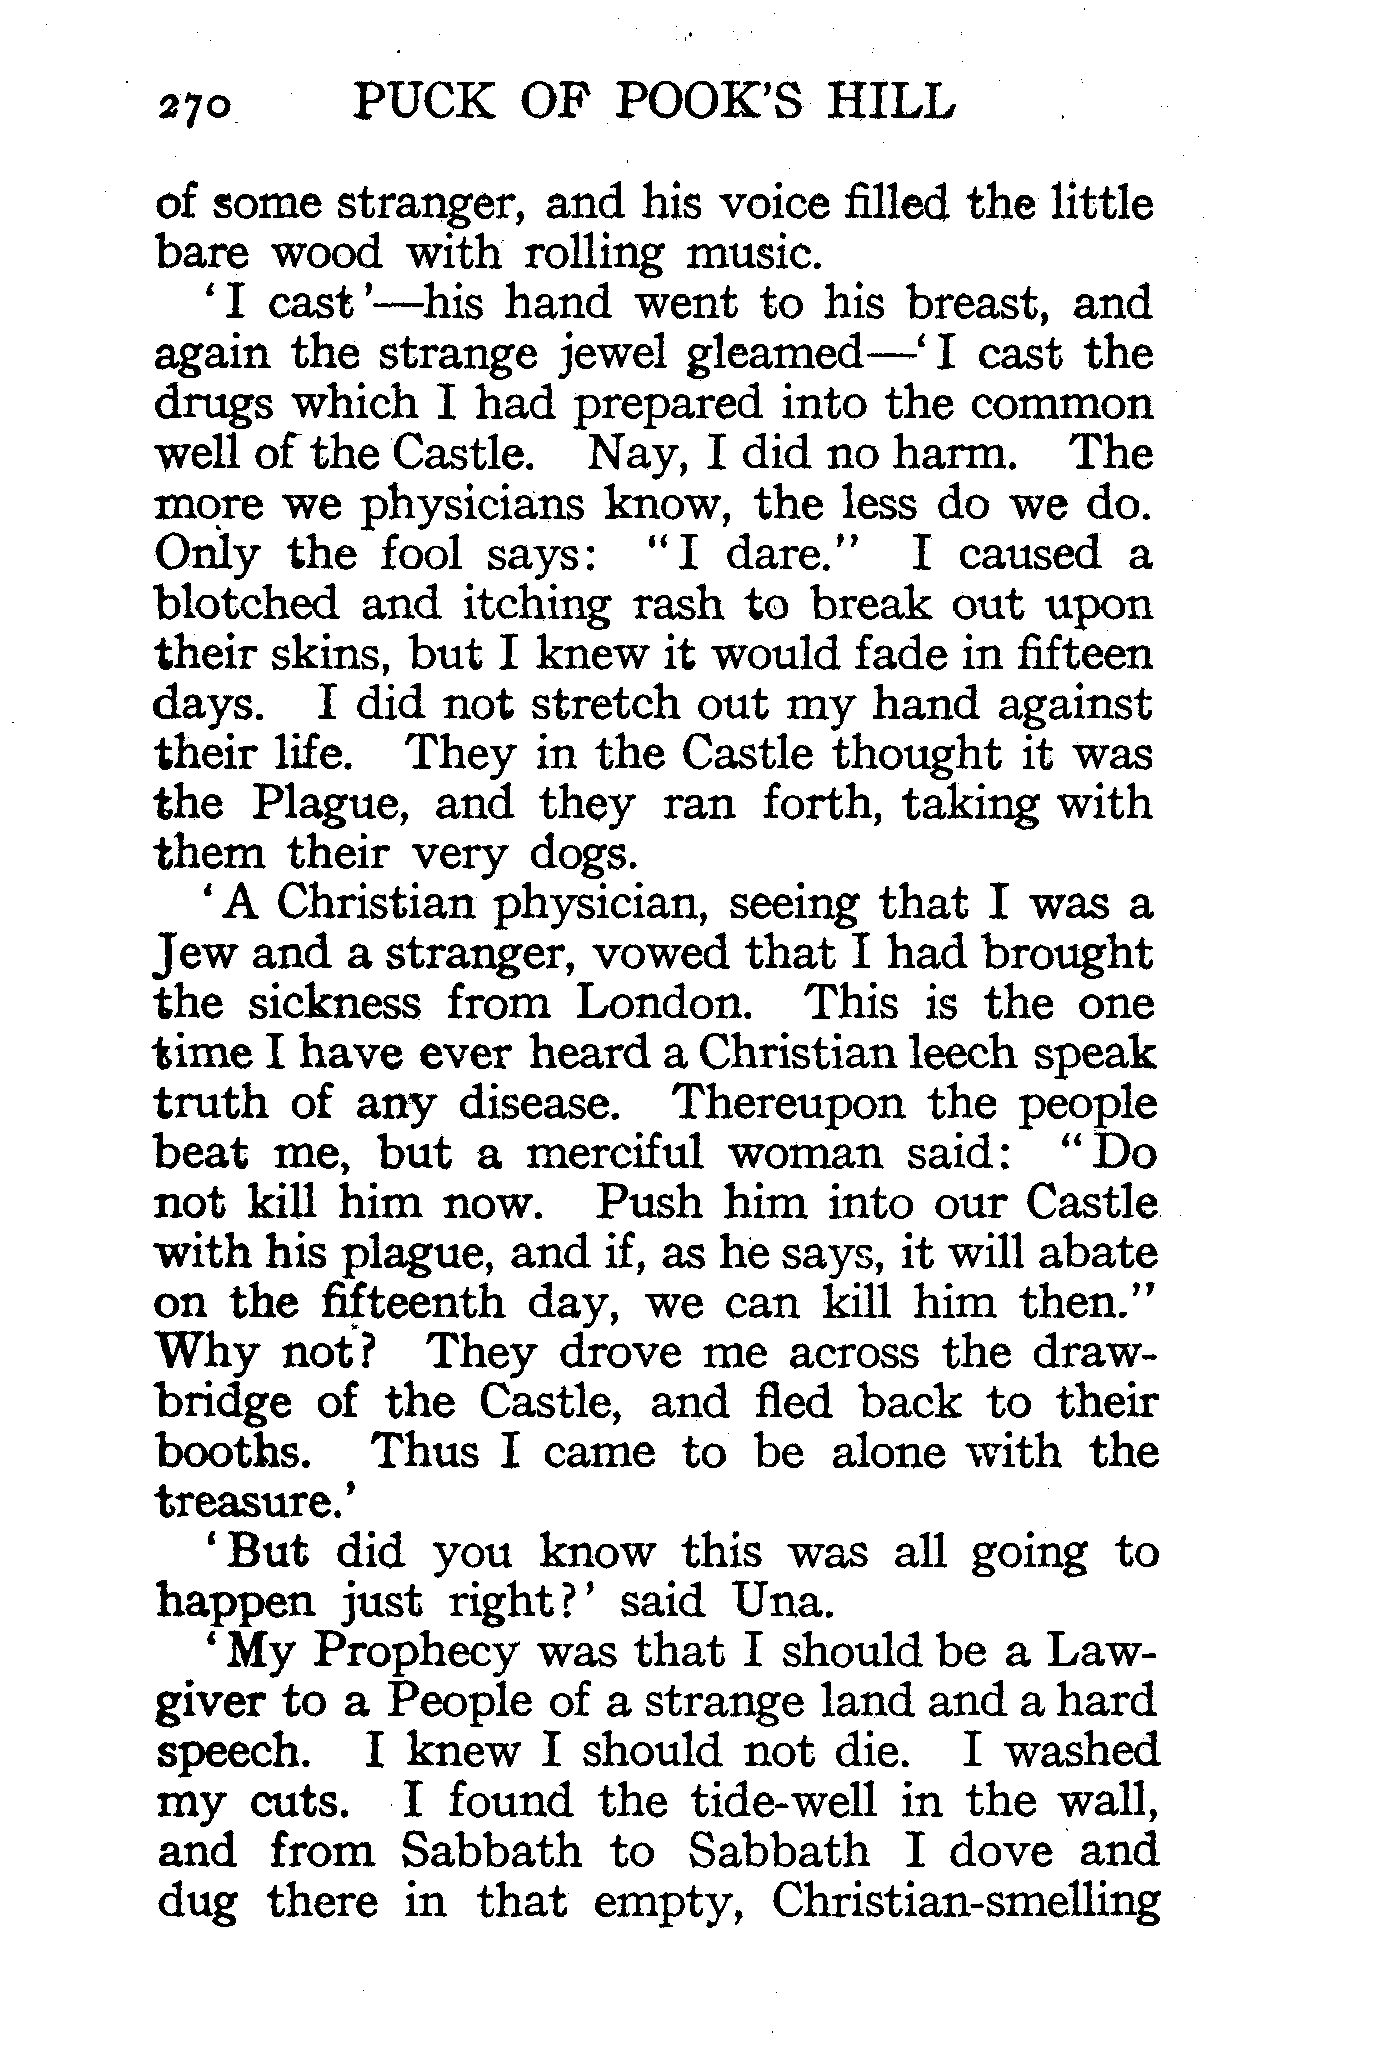 270 PUCK OF POOK'S HILL
of some stranger, and his voice filled the little
bare wood with rolling music.
‘I cast’—his hand went to his breast, and
again the strange jewel gleamed—‘I cast the
drugs which I had prepared into the common
well of the Castle. Nay, I did no harm. The
more we physicians know, the less do we do.
Only the fool says: “I dare.” I caused a
blotched and itching rash to break out upon
their skins, but I knew it would fade in fifteen
days. I did not stretch out my hand against
their life. They in the Castle thought it was
the Plague, and they ran forth, taking with
them their very dogs.
‘A Christian physician, seeing that I was a
Jew and a stranger, vowed that I had brought
the sickness from London. This is the one
time I have ever heard a Christian leech speak
truth of any disease. Thereupon the people
beat me, but a merciful woman said: “Do
not kill him now. Push him into our Castle
with his plague, and if, as he says, it will abate
on the fifteenth day, we can kill him then.”
Why not? They drove me across the draw-
bridge of the Castle, and fled back to their
booths. Thus I came to be alone with the
treasure.’
‘But did you know this was all going to
happen just right?’ said Una.
‘My Prophecy was that I should be a Law-
giver to a People of a strange land and a hard
speech. I knew I should not die. I washed
my cuts. I found the tide-well in the wall,
and from Sabbath to Sabbath I dove and
dug there in that empty, Christian-smelling